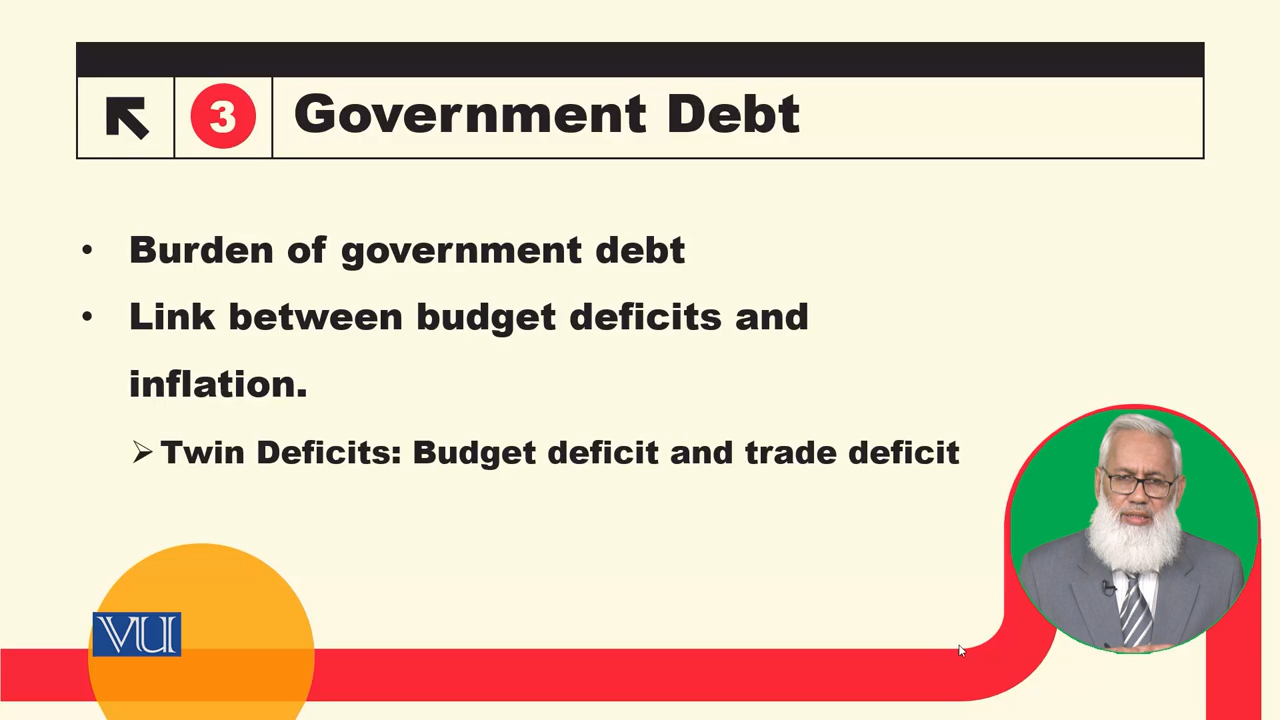 3
Government Debt
• Burden of government debt
• Link between budget deficits and
inflation.
➢ Twin Deficits: Budget deficit and trade deficit
VU